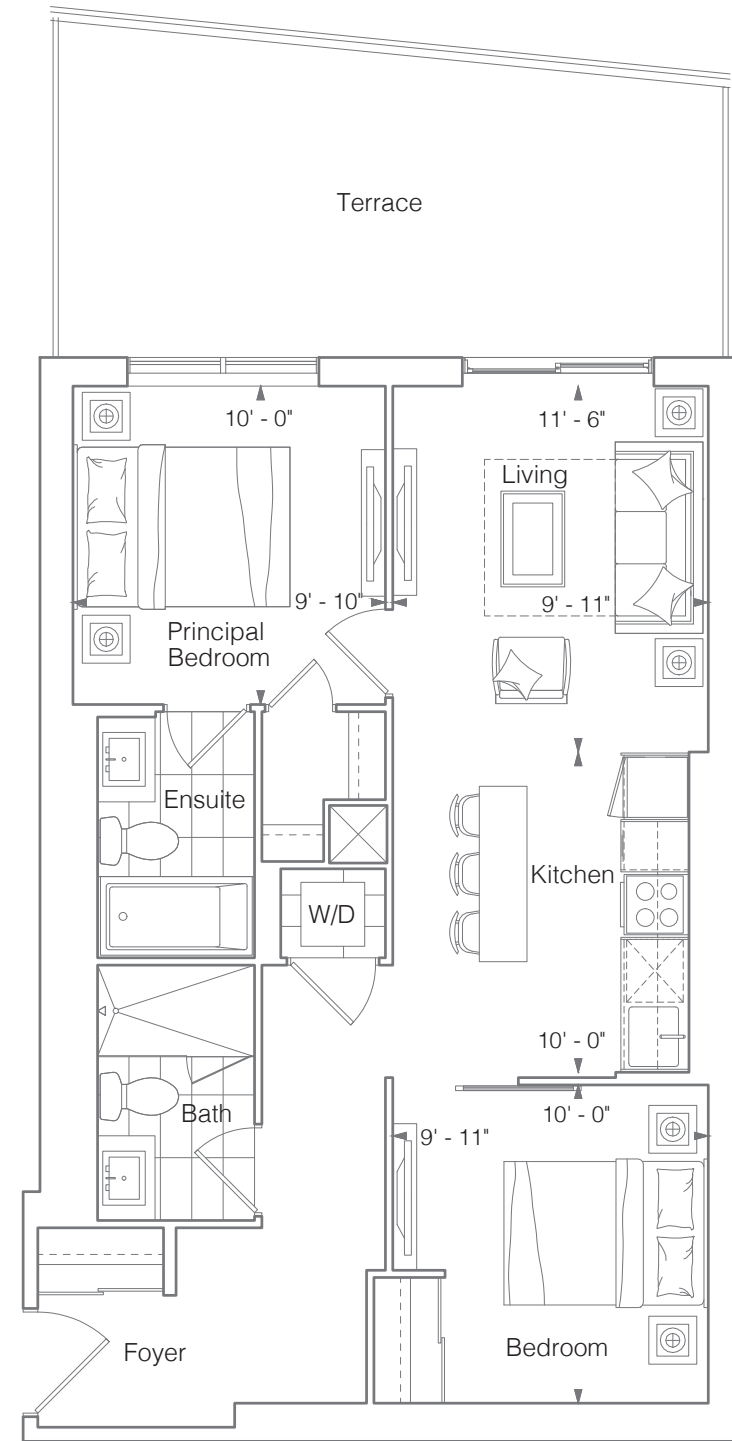 Terrace
10' - 0"
11' - 6"
Living
9' - 10"
9' - 11"
Principal
Bedroom
Ensuite
Kitchen
W/D
10' - 0"
Bath
10' - 0"
9' - 11"
Foyer
Bedroom